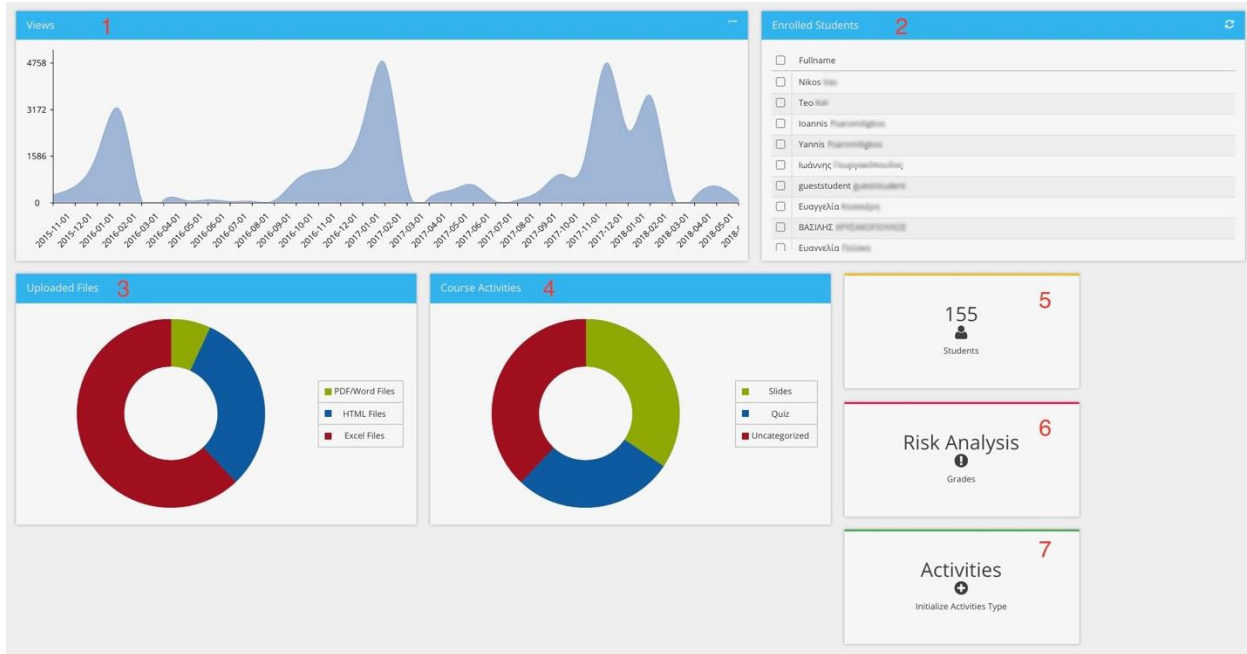 Views 1
4758
3172
1586
0
2015-11-01
2015-12-01
2016-01-01
2016-02-01
2016-03-01
2016-04-01
2016-05-01
2016-06-01
2016-07-01
2016-08-01
2016-09-01
2016-10-01
2016-11-01
2016-12-01
2017-01-01
2017-02-01
2017-03-01
2017-04-01
2017-05-01
2017-06-01
2017-07-01
2017-08-01
2017-09-01
2017-10-01
2017-11-01
2017-12-01
2018-01-01
2018-02-01
2018-03-01
2018-04-01
2018-05-01
Enrolled Students 2
Fullname
Nikos
Teo
Ioannis
Yannis
Ιωάννης
gueststudent
Ευαγγελία
ΒΑΣΙΛΗΣ
Ευαγγελία
Uploaded Files 3
PDF/Word Files
HTML Files
Excel Files
Course Activities 4
Slides
Quiz
Uncategorized
5
155
Students
6
Risk Analysis
Grades
7
Activities
Initialize Activities Type